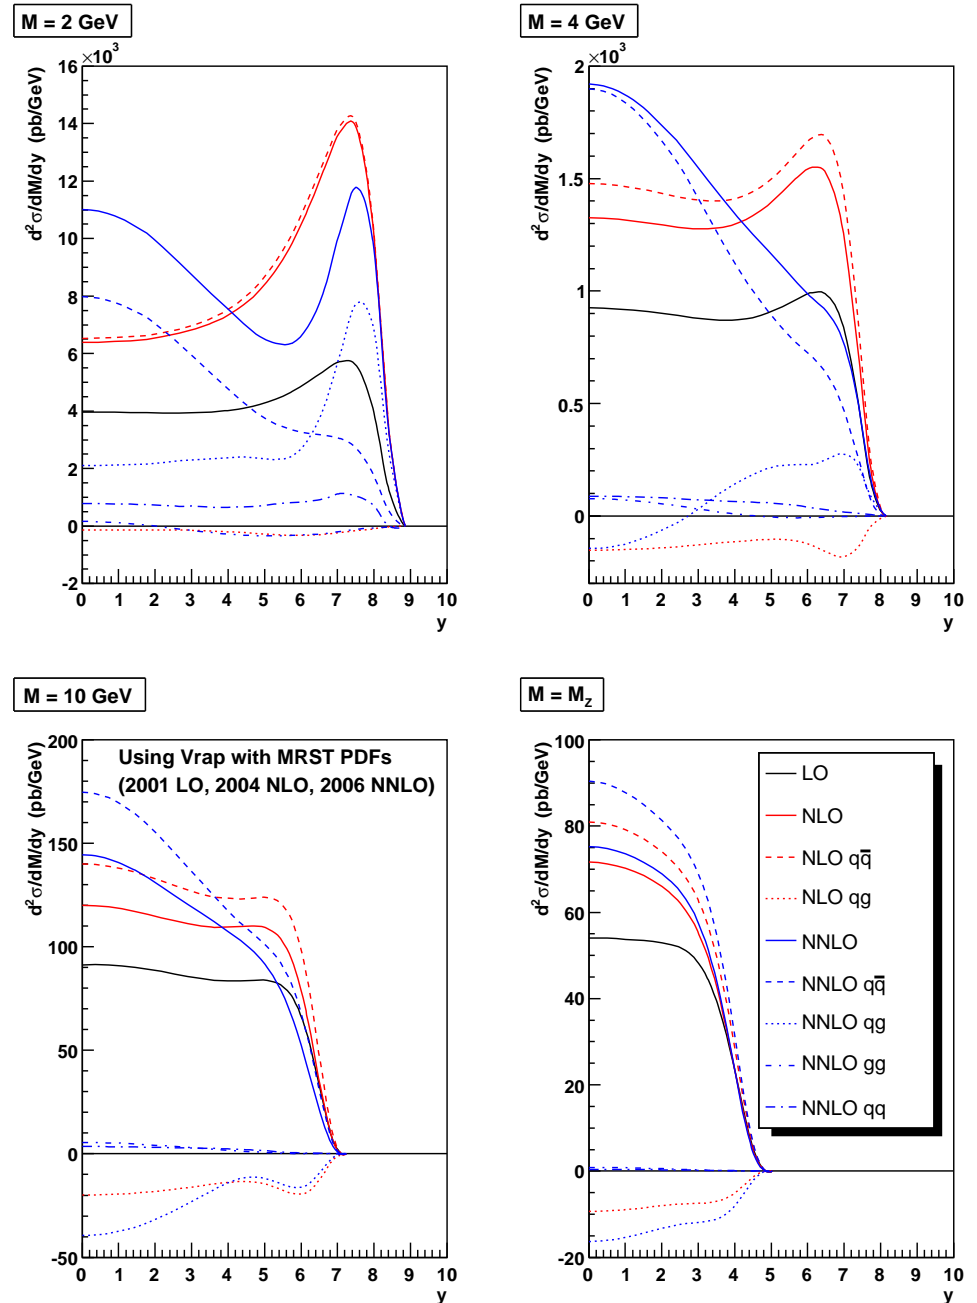 M = 2 GeV
×10³
d²σ/dM/dy (pb/GeV)
16
14
12
10
8
6
4
2
0
-2
0 1 2 3 4 5 6 7 8 9 10
y
M = 4 GeV
×10³
d²σ/dM/dy (pb/GeV)
2
1.5
1
0.5
0
0 1 2 3 4 5 6 7 8 9 10
y
M = 10 GeV
d²σ/dM/dy (pb/GeV)
200
150
100
50
0
-50
Using Vrap with MRST PDFs
(2001 LO, 2004 NLO, 2006 NNLO)
0 1 2 3 4 5 6 7 8 9 10
y
M = M_Z
d²σ/dM/dy (pb/GeV)
100
80
60
40
20
0
-20
LO
NLO
NLO qq̅
NLO qg
NNLO
NNLO qq̅
NNLO qg
NNLO gg
NNLO qq
0 1 2 3 4 5 6 7 8 9 10
y